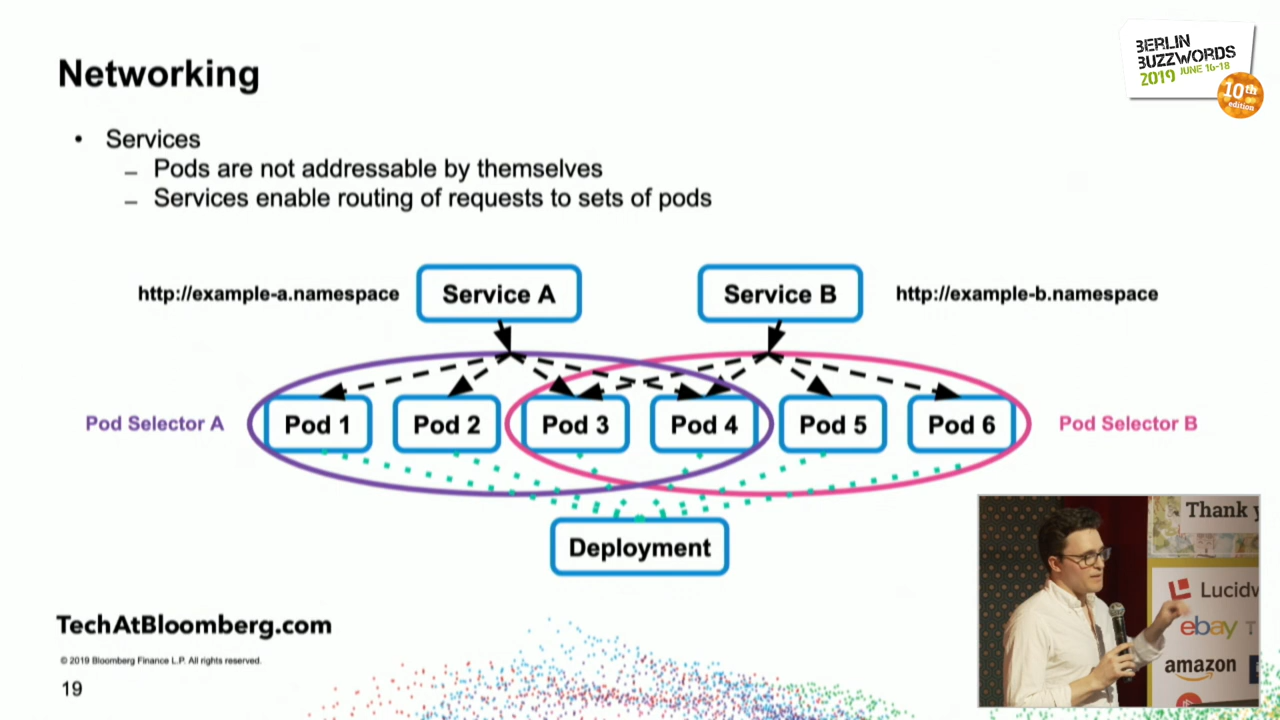 Networking
BERLIN
BUZZWORDS
2019 JUNE 16-18
10th
edition
• Services
– Pods are not addressable by themselves
– Services enable routing of requests to sets of pods
http://example-a.namespace
Service A
Service B
http://example-b.namespace
Pod Selector A
Pod 1
Pod 2
Pod 3
Pod 4
Pod 5
Pod 6
Pod Selector B
Deployment
TechAtBloomberg.com
© 2019 Bloomberg Finance L.P. All rights reserved.
19
Thank
ebay
amazon